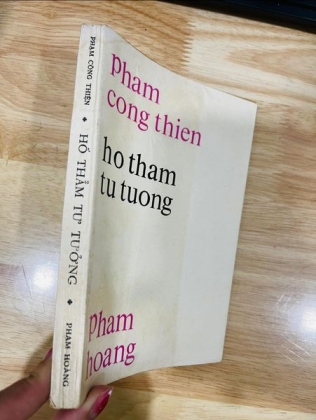 PHẠM CÔNG THIỆN ◆ HỐ THẲM TƯ TƯỞNG ◆ PHẠM HOÀNG
pham
cong thien
ho tham
tu tuong
pham
hoang